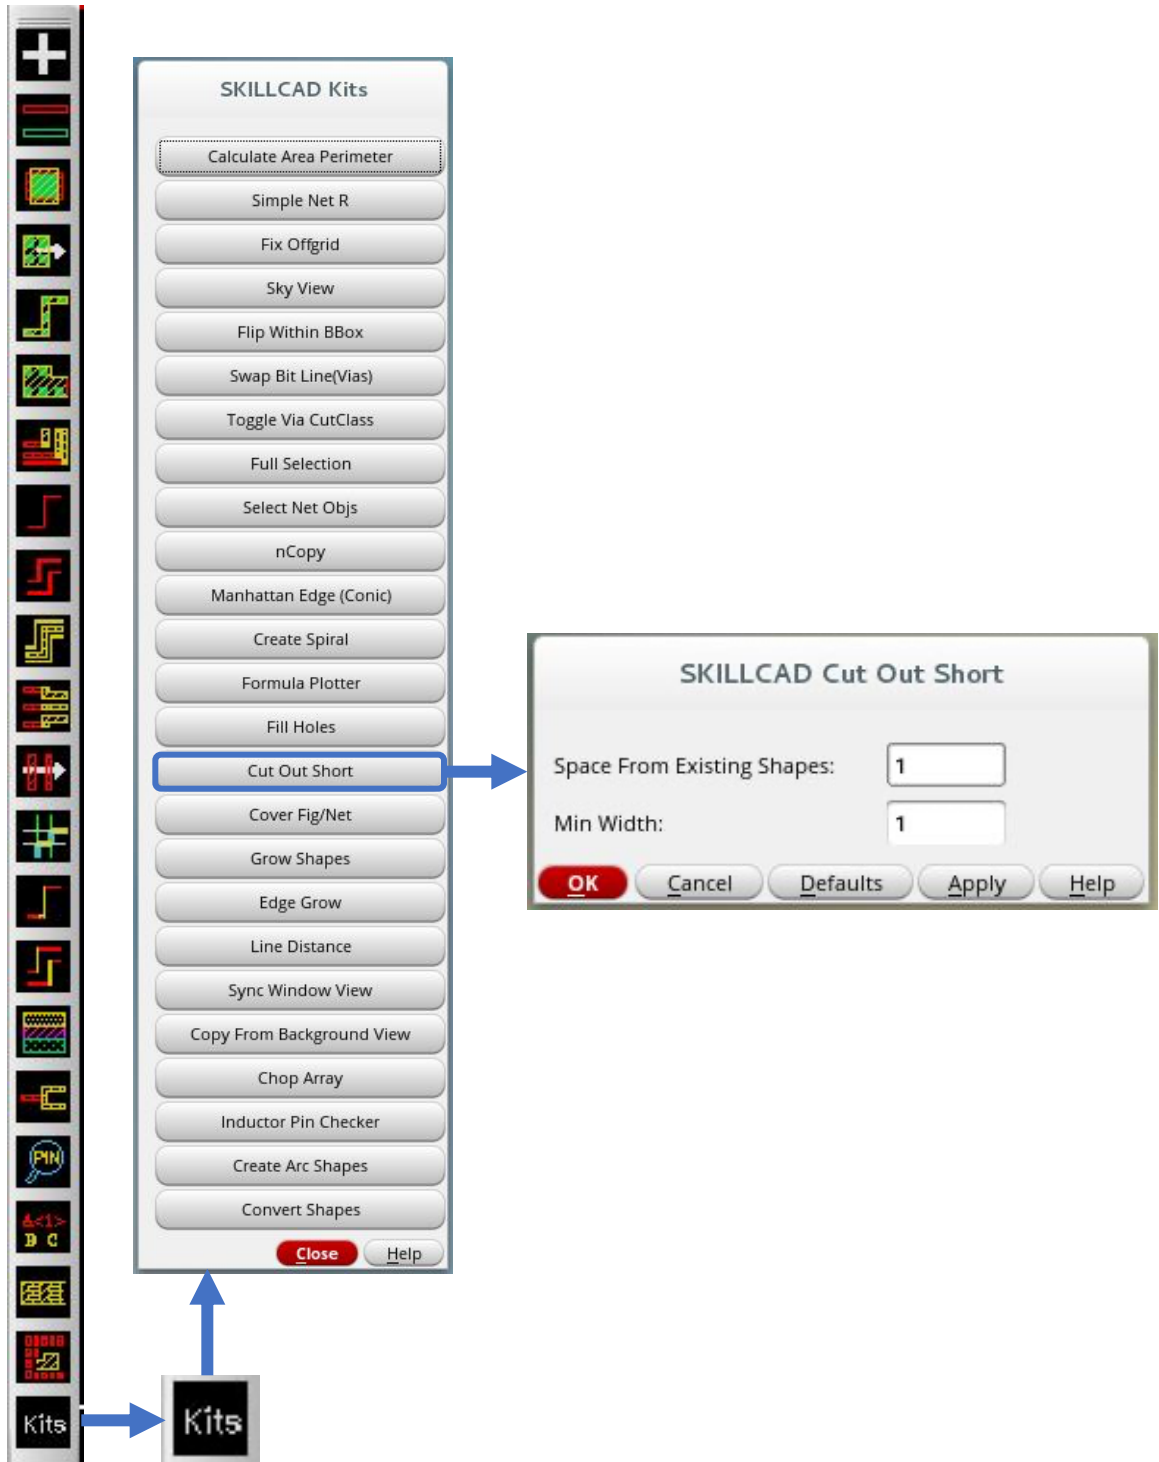 SKILLCAD Kits
Calculate Area Perimeter
Simple Net R
Fix Offgrid
Sky View
Flip Within BBox
Swap Bit Line(Vias)
Toggle Via CutClass
Full Selection
Select Net Objs
nCopy
Manhattan Edge (Conic)
Create Spiral
Formula Plotter
Fill Holes
Cut Out Short
Cover Fig/Net
Grow Shapes
Edge Grow
Line Distance
Sync Window View
Copy From Background View
Chop Array
Inductor Pin Checker
Create Arc Shapes
Convert Shapes
Close Help
SKILLCAD Cut Out Short
Space From Existing Shapes: 1
Min Width: 1
OK Cancel Defaults Apply Help
PIN
&<1>
B C
Kits
Kits